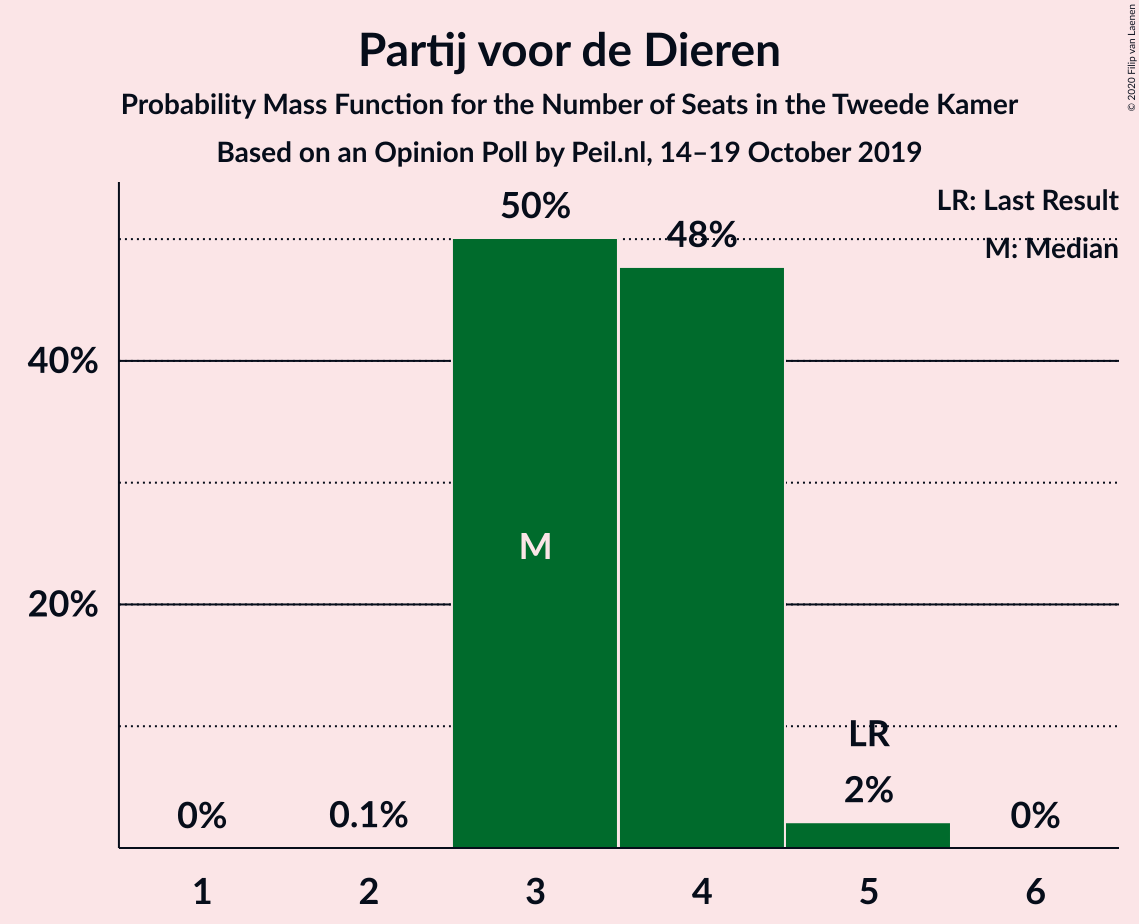 Partij voor de Dieren
Probability Mass Function for the Number of Seats in the Tweede Kamer
Based on an Opinion Poll by Peil.nl, 14–19 October 2019
© 2020 Filip van Laenen
LR: Last Result
M: Median
50%
48%
40%
M
20%
LR
2%
0%
0.1%
0%
1
2
3
4
5
6